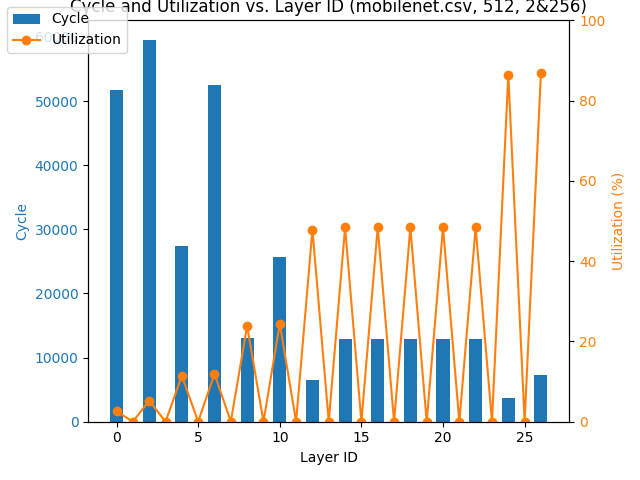 Cycle and Utilization vs. Layer ID (mobilenet.csv, 512, 2&256)
Cycle
Utilization
50000
40000
30000
20000
10000
0
Cycle
100
80
60
40
20
0
Utilization (%)
0 5 10 15 20 25
Layer ID